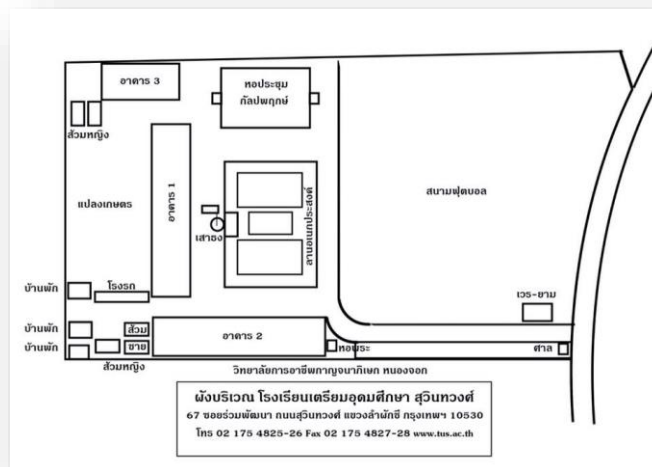 อาคาร 3
หอประชุม
กัลปพฤกษ์
ส้วมหญิง
แปลงเกษตร
อาคาร 1
เสาธง
ลานอเนกประสงค์
สนามฟุตบอล
บ้านพัก
โรงรถ
เวร-ยาม
บ้านพัก
ส้วม
อาคาร 2
บ้านพัก
ชาย
หอพระ
ศาล
ส้วมหญิง
วิทยาลัยการอาชีพกาญจนาภิเษก หนองจอก
ผังบริเวณ โรงเรียนเตรียมอุดมศึกษา สุวินทวงศ์
67 ซอยร่วมพัฒนา ถนนสุวินทวงศ์ แขวงลำผักชี กรุงเทพฯ 10530
โทร 02 175 4825-26 Fax 02 175 4827-28 www.tus.ac.th